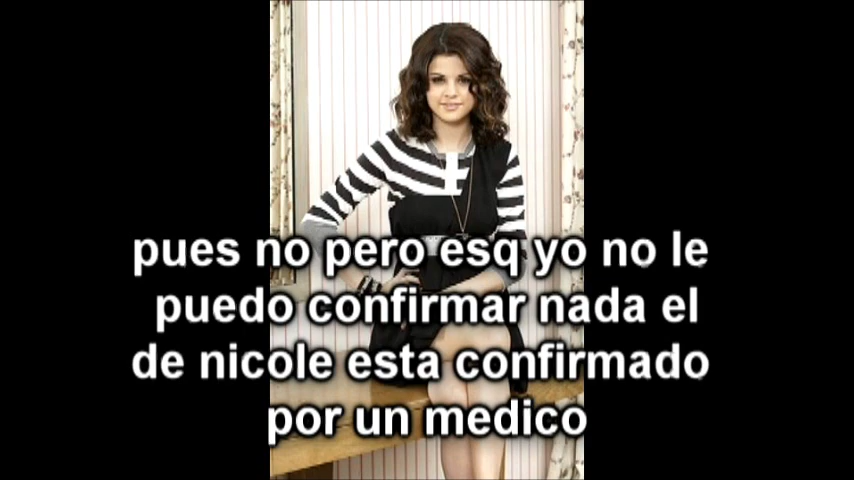 pues no pero esq yo no le
puedo confirmar nada el
de nicole esta confirmado
por un medico